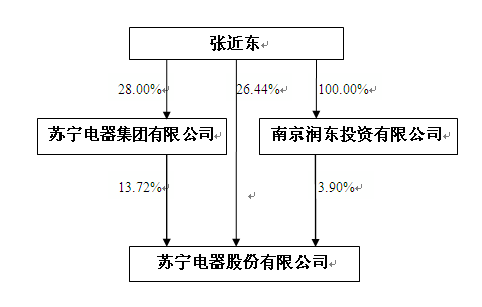 张近东
28.00% 26.44% 100.00%
苏宁电器集团有限公司 南京润东投资有限公司
13.72% 3.90%
苏宁电器股份有限公司